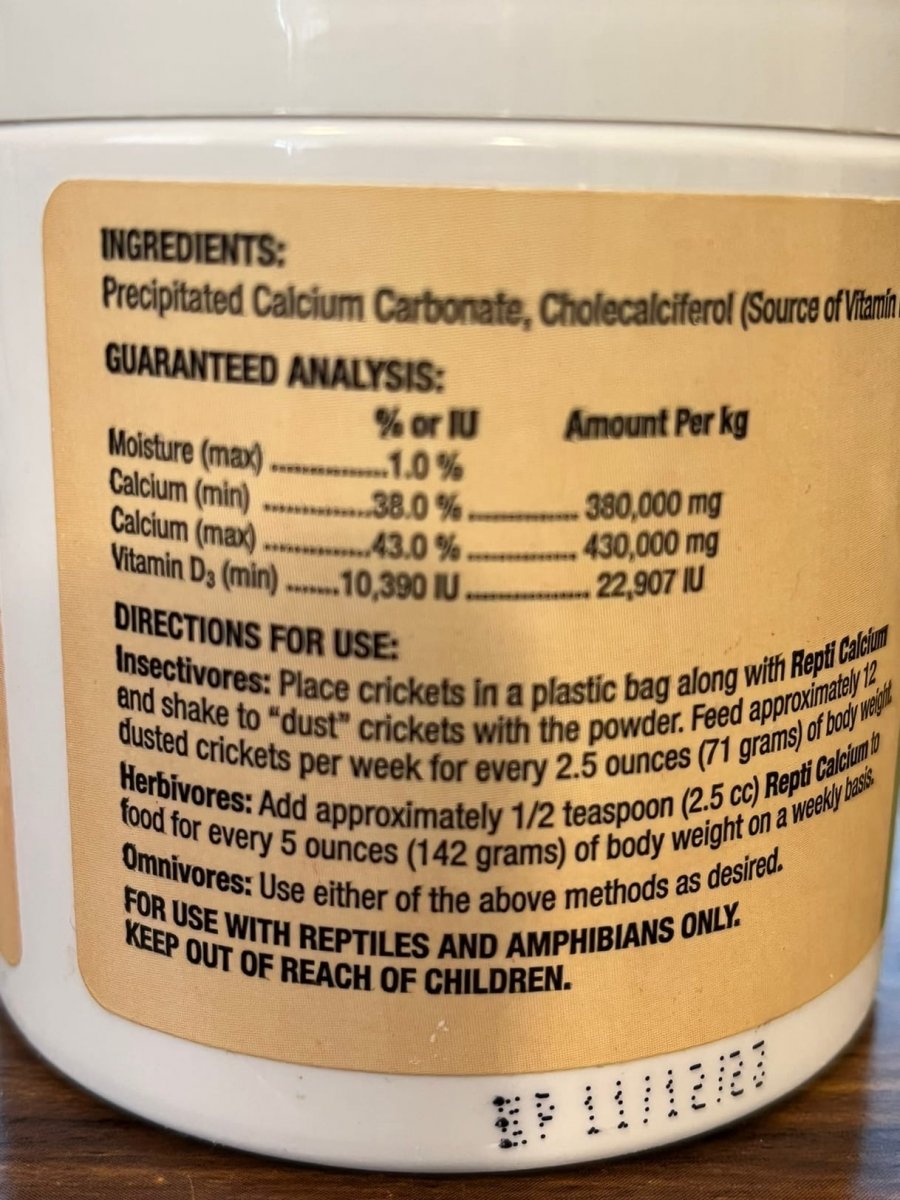 INGREDIENTS:
Precipitated Calcium Carbonate, Cholecalciferol (Source of Vitamin
GUARANTEED ANALYSIS:
% or IU Amount Per kg
Moisture (max) ................1.0 %
Calcium (min) ...............38.0 % ............... 380,000 mg
Calcium (max) ...............43.0 % ............... 430,000 mg
Vitamin D₃ (min) .......10,390 IU ................. 22,907 IU
DIRECTIONS FOR USE:
Insectivores: Place crickets in a plastic bag along with Repti Calcium
and shake to “dust” crickets with the powder. Feed approximately 12
dusted crickets per week for every 2.5 ounces (71 grams) of body weight.
Herbivores: Add approximately 1/2 teaspoon (2.5 cc) Repti Calcium to
food for every 5 ounces (142 grams) of body weight on a weekly basis.
Omnivores: Use either of the above methods as desired.
FOR USE WITH REPTILES AND AMPHIBIANS ONLY.
KEEP OUT OF REACH OF CHILDREN.
11/12/23